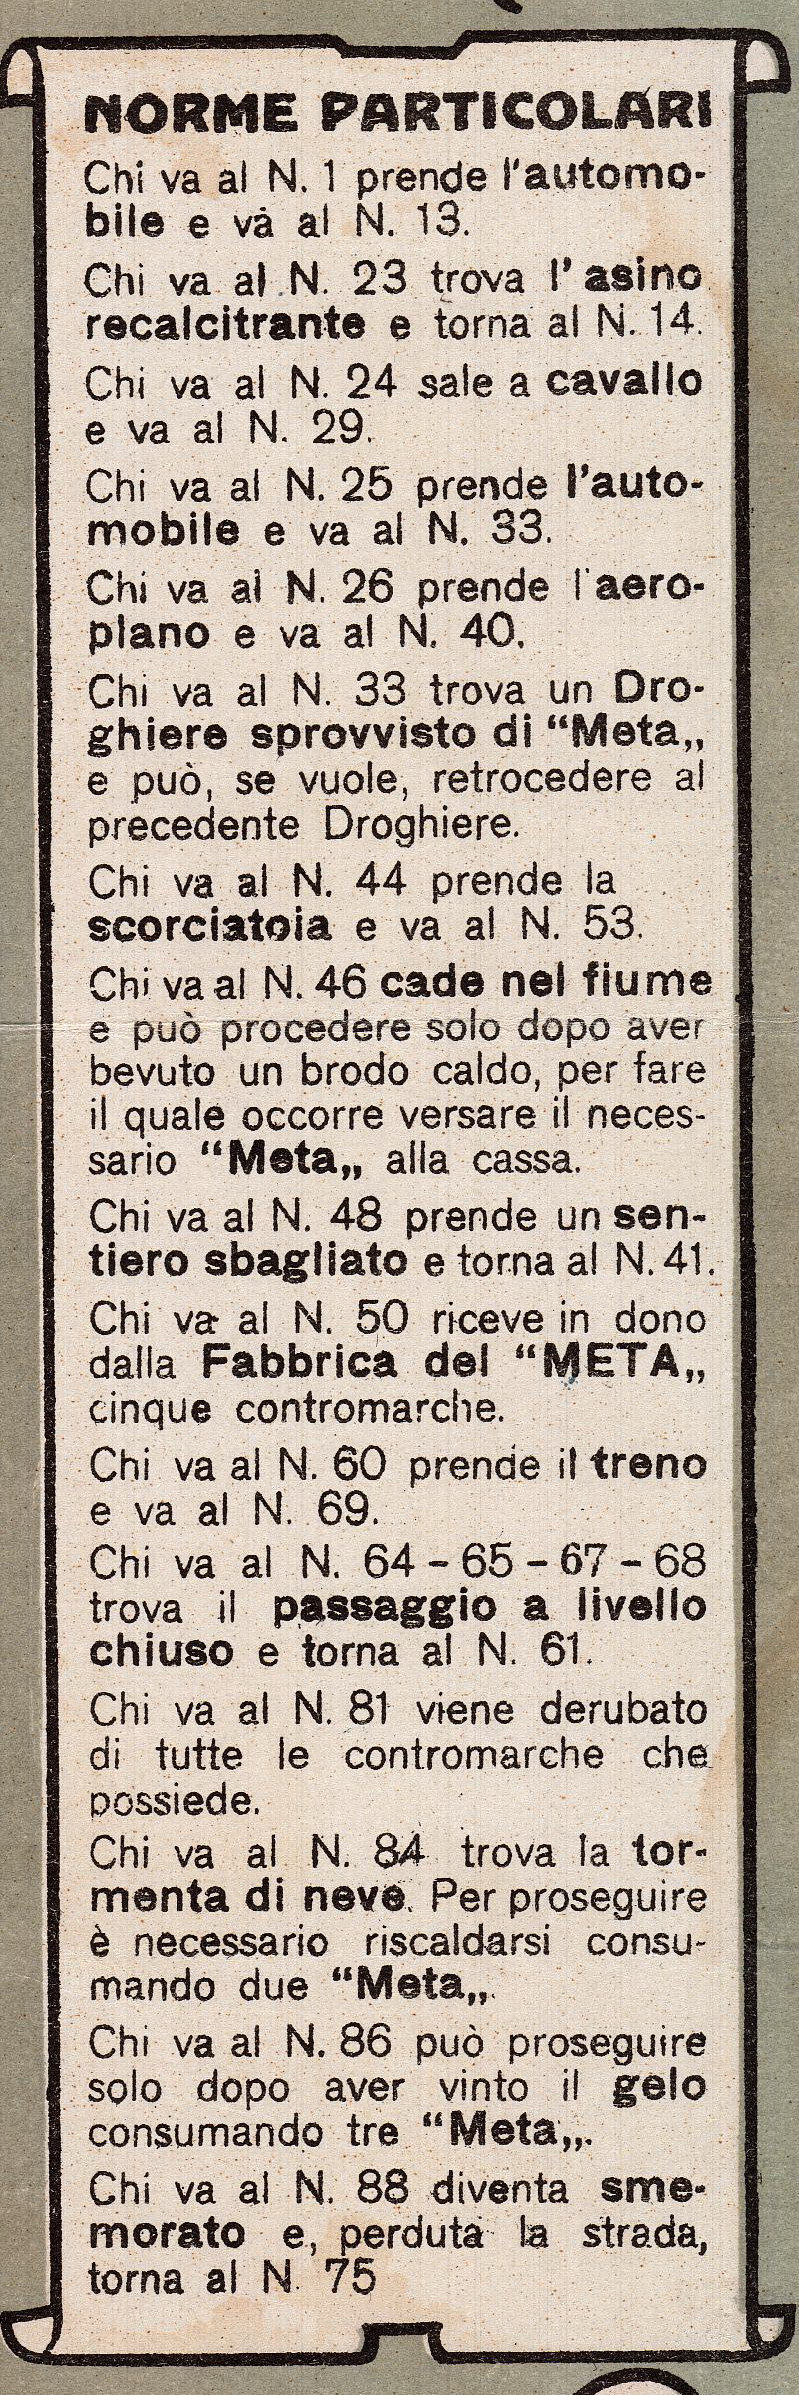 NORME PARTICOLARI
Chi va al N. 1 prende l'automo-
bile e va al N. 13.
Chi va al N. 23 trova l'asino
recalcitrante e torna al N. 14.
Chi va al N. 24 sale a cavallo
e va al N. 29.
Chi va al N. 25 prende l'auto-
mobile e va al N. 33.
Chi va al N. 26 prende l'aero-
plano e va al N. 40.
Chi va al N. 33 trova un Dro-
ghiere sprovvisto di “Meta„
e può, se vuole, retrocedere al
precedente Droghiere.
Chi va al N. 44 prende la
scorciatoia e va al N. 53.
Chi va al N. 46 cade nel fiume
e può procedere solo dopo aver
bevuto un brodo caldo, per fare
il quale occorre versare il neces-
sario “Meta„ alla cassa.
Chi va al N. 48 prende un sen-
tiero sbagliato e torna al N. 41.
Chi va al N. 50 riceve in dono
dalla Fabbrica del “META„
cinque contromarche.
Chi va al N. 60 prende il treno
e va al N. 69.
Chi va al N. 64 - 65 - 67 - 68
trova il passaggio a livello
chiuso e torna al N. 61.
Chi va al N. 81 viene derubato
di tutte le contromarche che
possiede.
Chi va al N. 84 trova la tor-
menta di neve. Per proseguire
è necessario riscaldarsi consu-
mando due “Meta„.
Chi va al N. 86 può proseguire
solo dopo aver vinto il gelo
consumando tre “Meta„.
Chi va al N. 88 diventa sme-
morato e, perduta la strada,
torna al N. 75